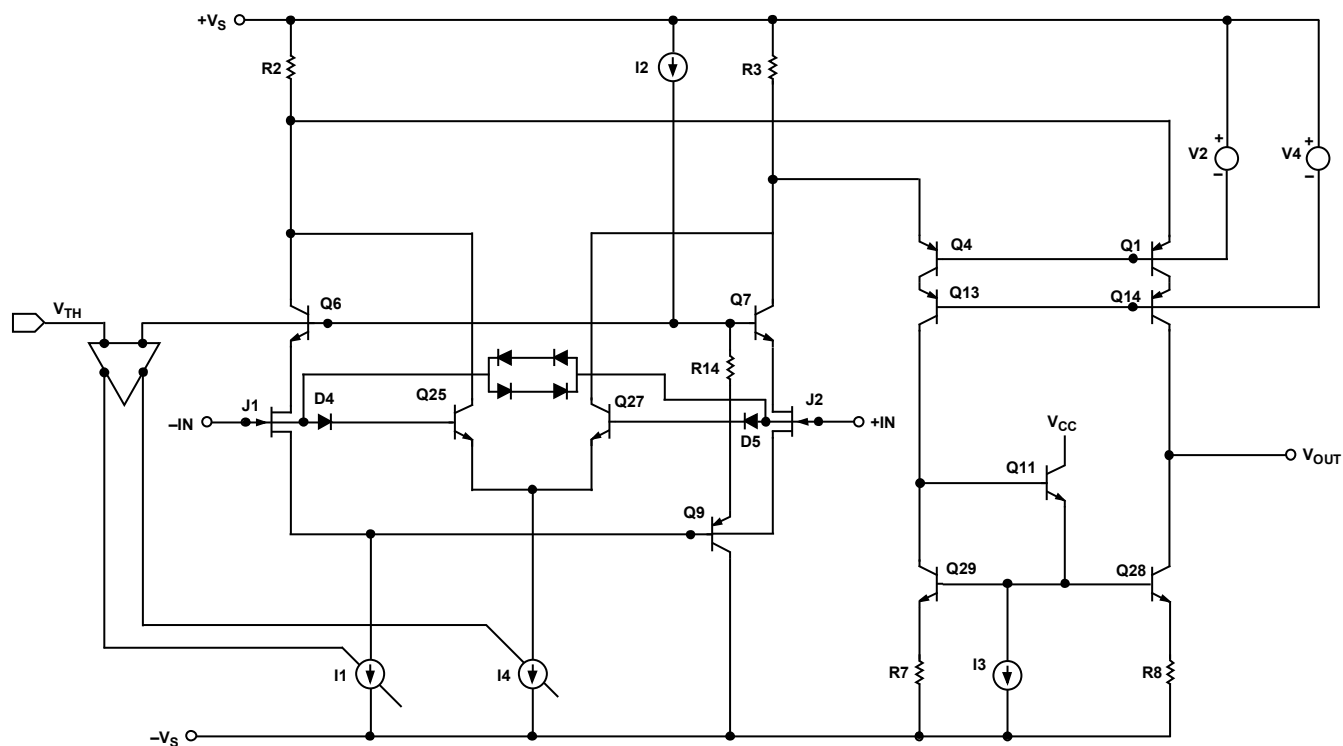 +VS
R2
I2
R3
V2
+
–
V4
+
–
Q4
Q1
Q6
Q7
Q13
Q14
VTH
R14
J1
D4
Q25
Q27
D5
J2
–IN
+IN
VCC
Q11
VOUT
Q9
Q29
Q28
I1
I4
R7
I3
R8
–VS